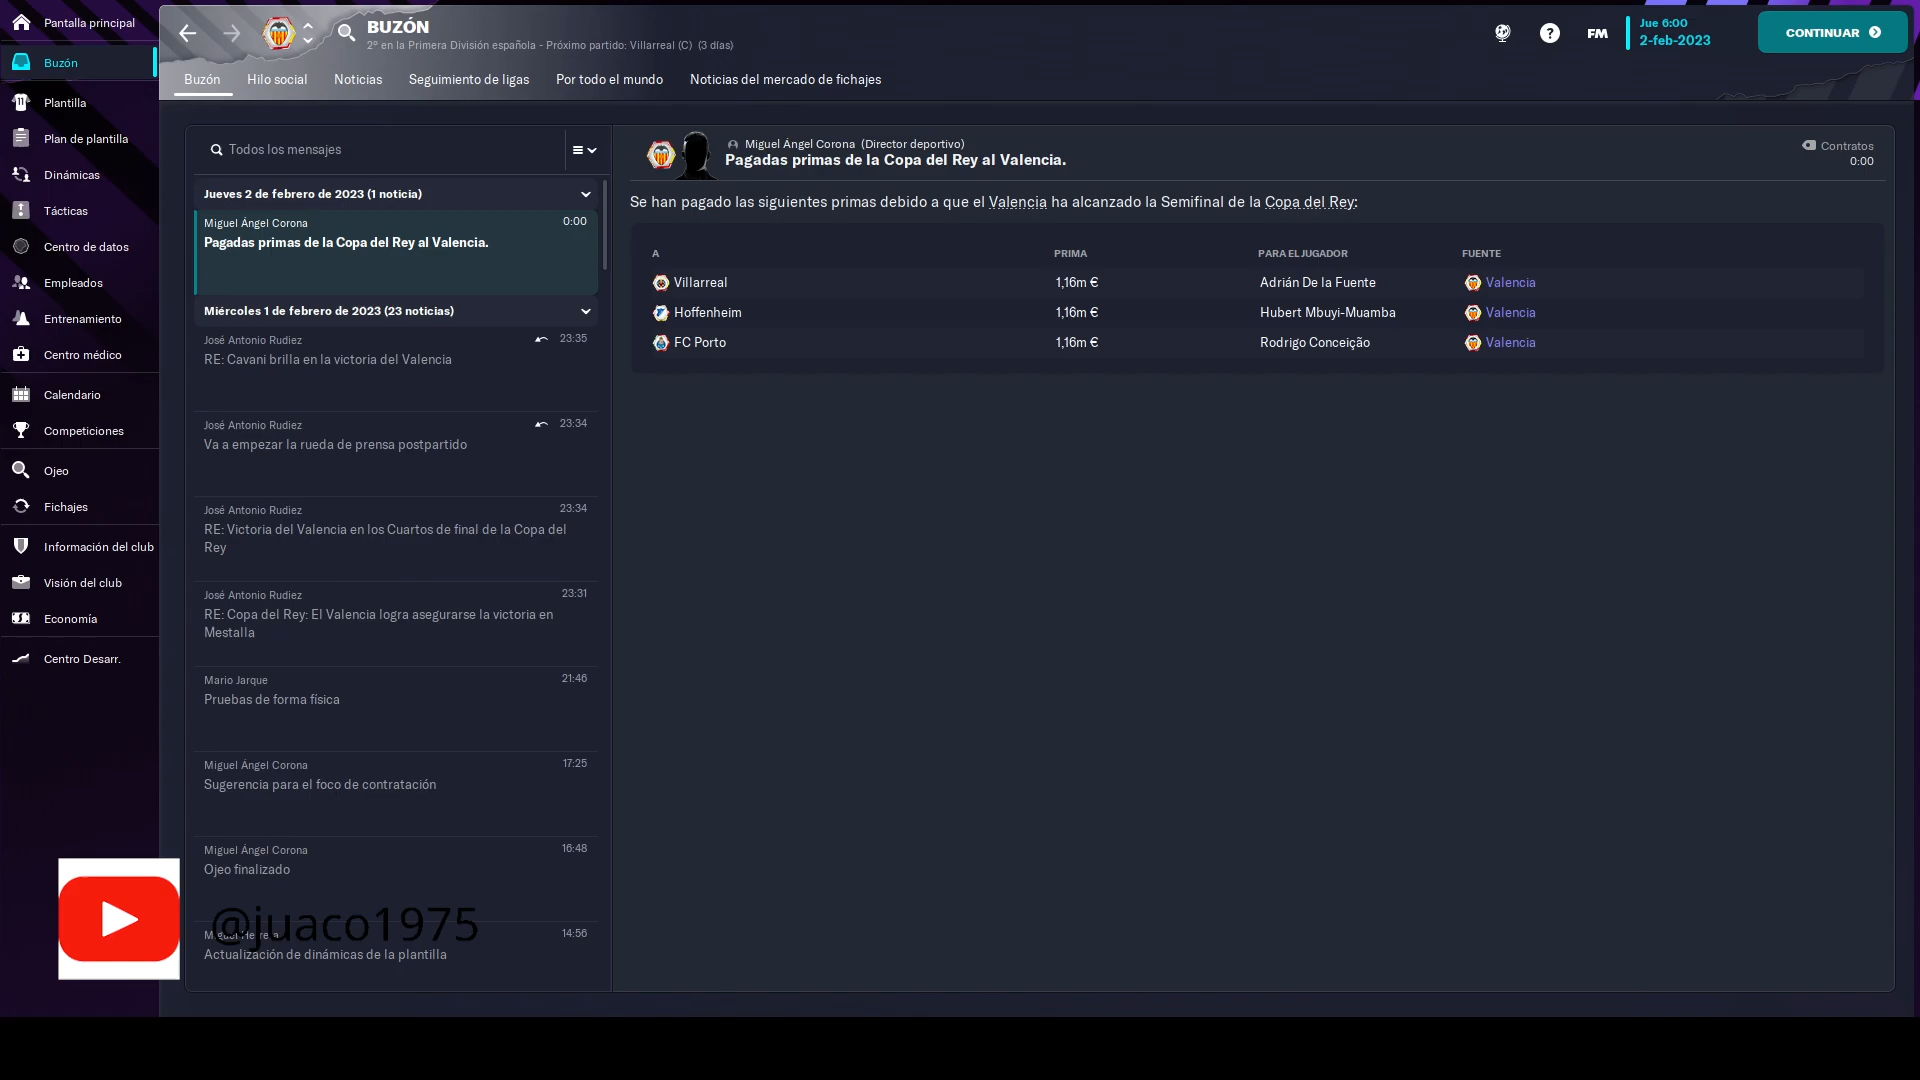 Pantalla principal
Buzón
Plantilla
Plan de plantilla
Dinámicas
Tácticas
Centro de datos
Empleados
Entrenamiento
Centro médico
Calendario
Competiciones
Ojeo
Fichajes
Información del club
Visión del club
Economía
Centro Desarr.
BUZÓN
2º en la Primera División española - Próximo partido: Villarreal (C) (3 días)
FM
Jue 6:00
2-feb-2023
CONTINUAR
Buzón Hilo social Noticias Seguimiento de ligas Por todo el mundo Noticias del mercado de fichajes
Todos los mensajes
Jueves 2 de febrero de 2023 (1 noticia)
Miguel Ángel Corona 0:00
Pagadas primas de la Copa del Rey al Valencia.
Miércoles 1 de febrero de 2023 (23 noticias)
José Antonio Rudiez 23:35
RE: Cavani brilla en la victoria del Valencia
José Antonio Rudiez 23:34
Va a empezar la rueda de prensa postpartido
José Antonio Rudiez 23:34
RE: Victoria del Valencia en los Cuartos de final de la Copa del
Rey
José Antonio Rudiez 23:31
RE: Copa del Rey: El Valencia logra asegurarse la victoria en
Mestalla
Mario Jarque 21:46
Pruebas de forma física
Miguel Ángel Corona 17:25
Sugerencia para el foco de contratación
Miguel Ángel Corona 16:48
Ojeo finalizado
@juaco1975
Miguel Herrera 14:56
Actualización de dinámicas de la plantilla
Miguel Ángel Corona (Director deportivo)
Pagadas primas de la Copa del Rey al Valencia.
Contratos
0:00
Se han pagado las siguientes primas debido a que el Valencia ha alcanzado la Semifinal de la Copa del Rey:
A PRIMA PARA EL JUGADOR FUENTE
Villarreal 1,16m € Adrián De la Fuente Valencia
Hoffenheim 1,16m € Hubert Mbuyi-Muamba Valencia
FC Porto 1,16m € Rodrigo Conceição Valencia